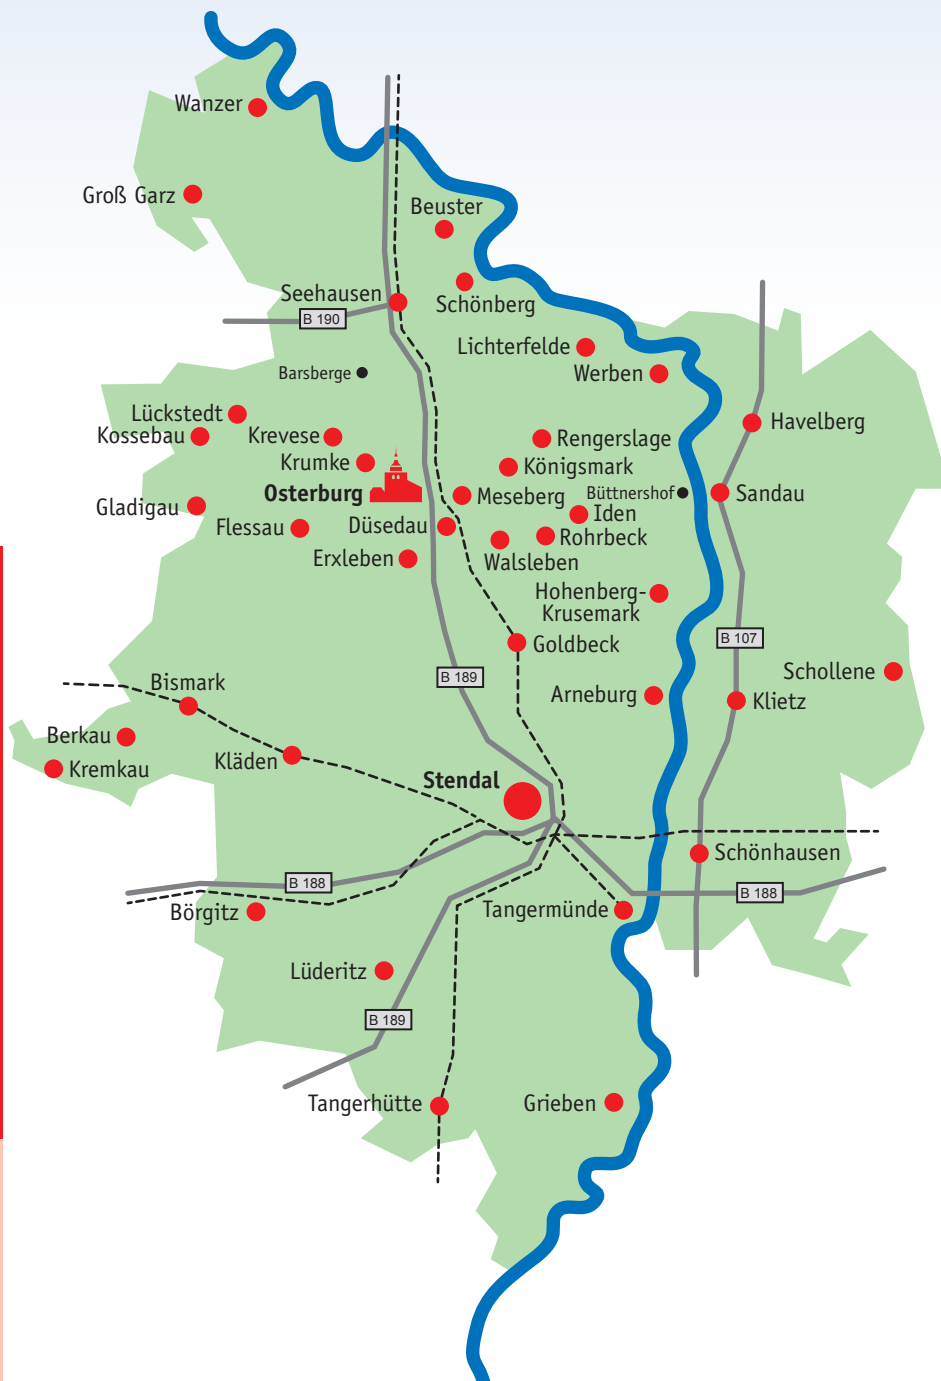 Wanzer
Groß Garz
Beuster
Seehausen
Schönberg
B 190
Lichterfelde
Barsberge
Werben
Lückstedt
Havelberg
Kossebau
Krevese
Rengerslage
Krumke
Königsmark
Osterburg
Meseberg
Büttnershof
Sandau
Gladigau
Iden
Flessau
Düsedau
Rohrbeck
Erxleben
Walsleben
Hohenberg-
Krusemark
B 107
Goldbeck
Schollene
B 189
Bismark
Arneburg
Klietz
Berkau
Kläden
Kremkau
Stendal
Schönhausen
B 188
B 188
Börgitz
Tangermünde
Lüderitz
B 189
Tangerhütte
Grieben